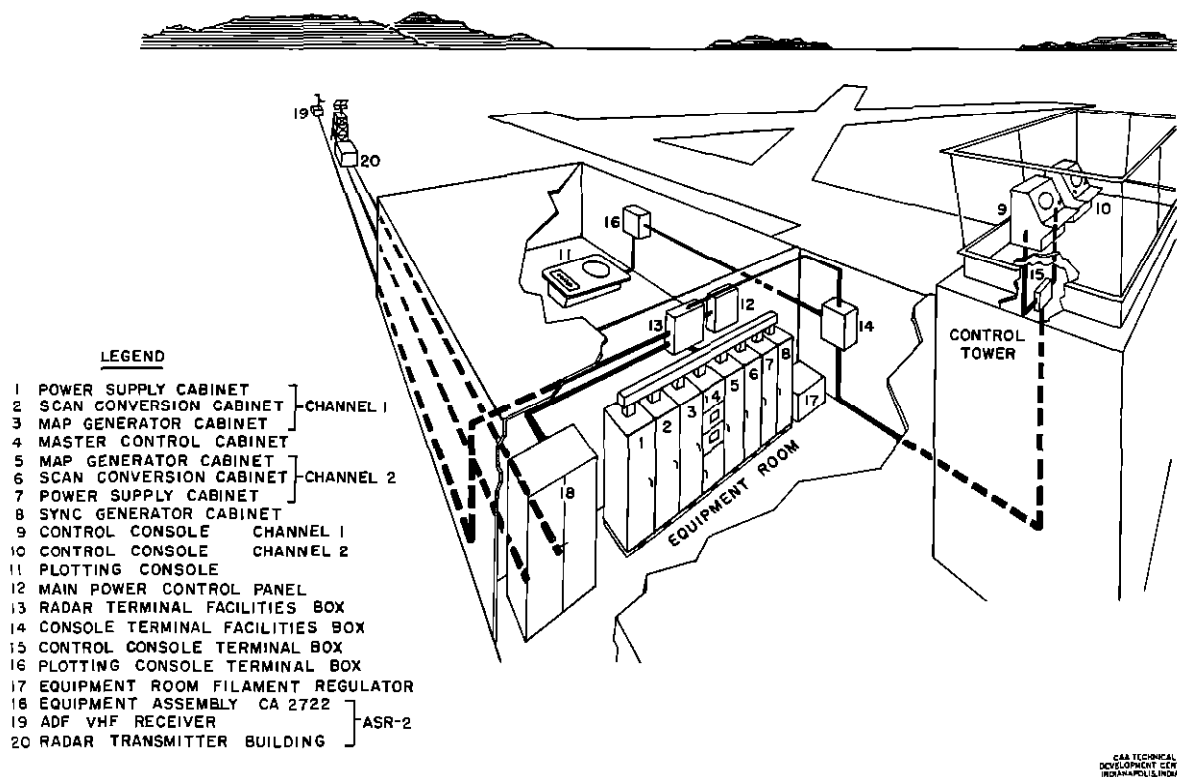 19
20
16
11
9
10
15
12
13
14
CONTROL
TOWER
8
7
6
5
4
3
2
1
17
18
EQUIPMENT ROOM
LEGEND
1 POWER SUPPLY CABINET
2 SCAN CONVERSION CABINET CHANNEL 1
3 MAP GENERATOR CABINET
4 MASTER CONTROL CABINET
5 MAP GENERATOR CABINET
6 SCAN CONVERSION CABINET CHANNEL 2
7 POWER SUPPLY CABINET
8 SYNC GENERATOR CABINET
9 CONTROL CONSOLE CHANNEL 1
10 CONTROL CONSOLE CHANNEL 2
11 PLOTTING CONSOLE
12 MAIN POWER CONTROL PANEL
13 RADAR TERMINAL FACILITIES BOX
14 CONSOLE TERMINAL FACILITIES BOX
15 CONTROL CONSOLE TERMINAL BOX
16 PLOTTING CONSOLE TERMINAL BOX
17 EQUIPMENT ROOM FILAMENT REGULATOR
18 EQUIPMENT ASSEMBLY CA 2722
19 ADF VHF RECEIVER ASR-2
20 RADAR TRANSMITTER BUILDING
CAA TECHNICAL
DEVELOPMENT CEN
INDIANAPOLIS, INDIA